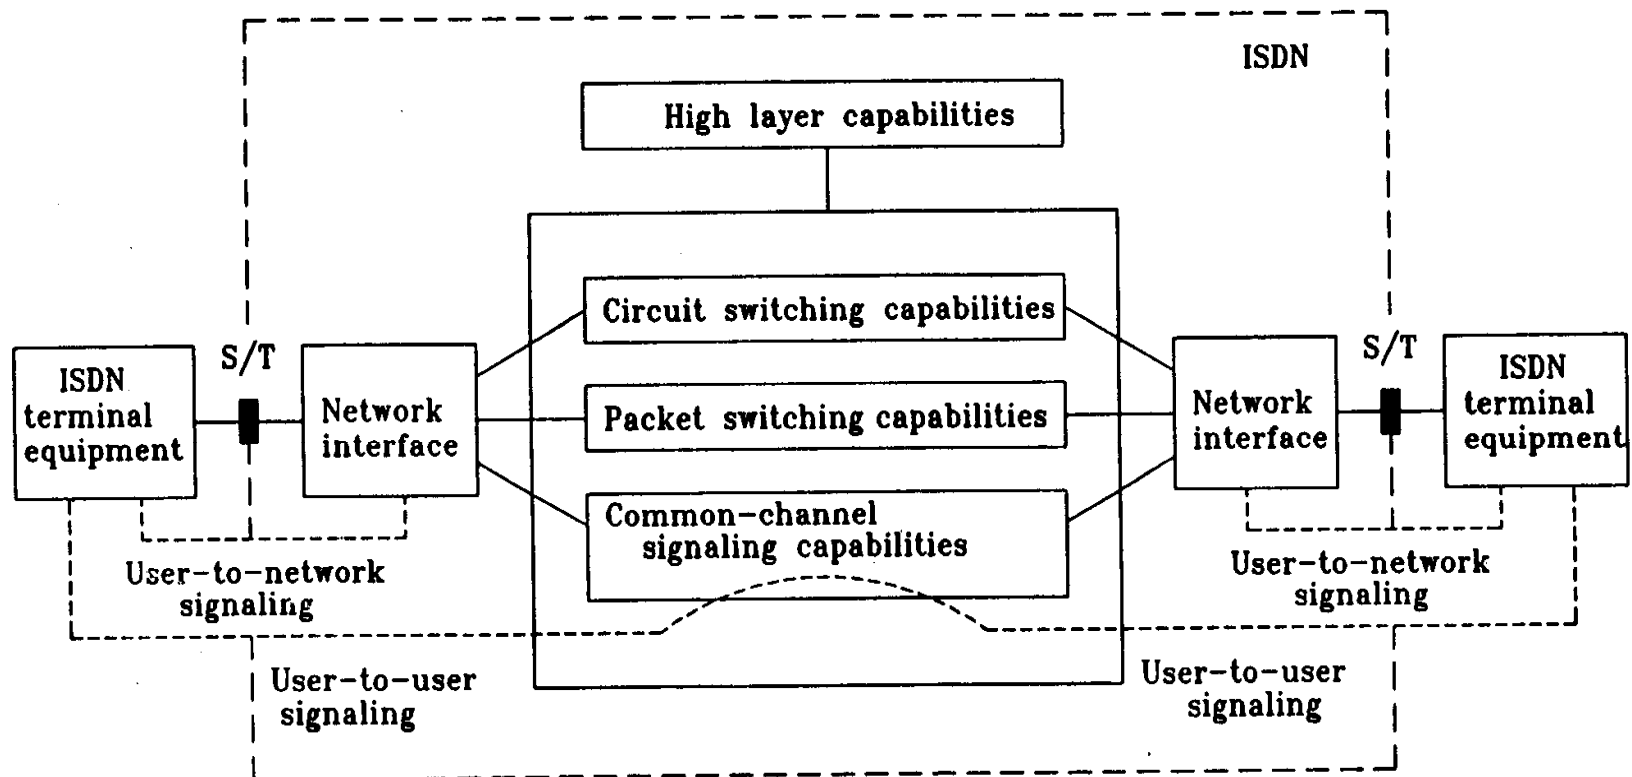 ISDN
High layer capabilities
Circuit switching capabilities
S/T
S/T
ISDN
terminal
equipment
Network
interface
Packet switching capabilities
Network
interface
ISDN
terminal
equipment
Common-channel
signaling capabilities
User-to-network
signaling
User-to-network
signaling
User-to-user
signaling
User-to-user
signaling